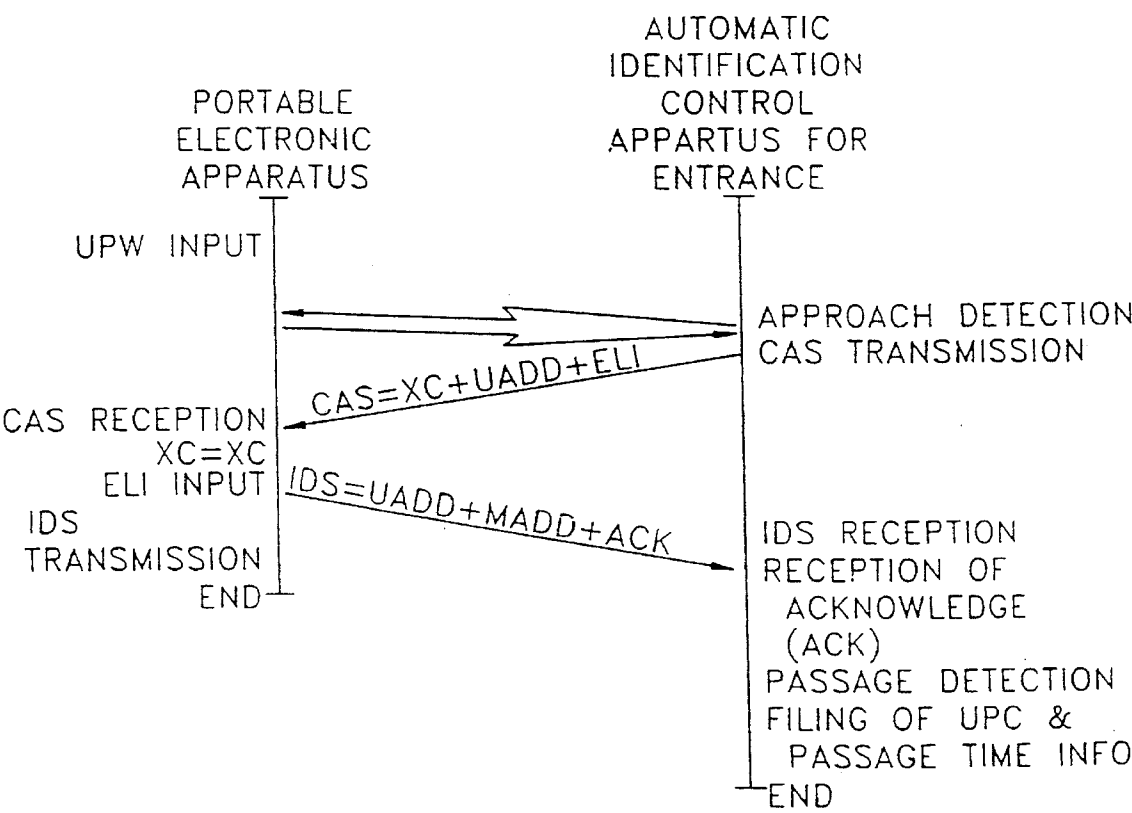 PORTABLE
ELECTRONIC
APPARATUS
AUTOMATIC
IDENTIFICATION
CONTROL
APPARTUS FOR
ENTRANCE
UPW INPUT
APPROACH DETECTION
CAS TRANSMISSION
CAS=XC+UADD+ELI
CAS RECEPTION
XC=XC
ELI INPUT
IDS=UADD+MADD+ACK
IDS
TRANSMISSION
END
IDS RECEPTION
RECEPTION OF
ACKNOWLEDGE
(ACK)
PASSAGE DETECTION
FILING OF UPC &
PASSAGE TIME INFO
END